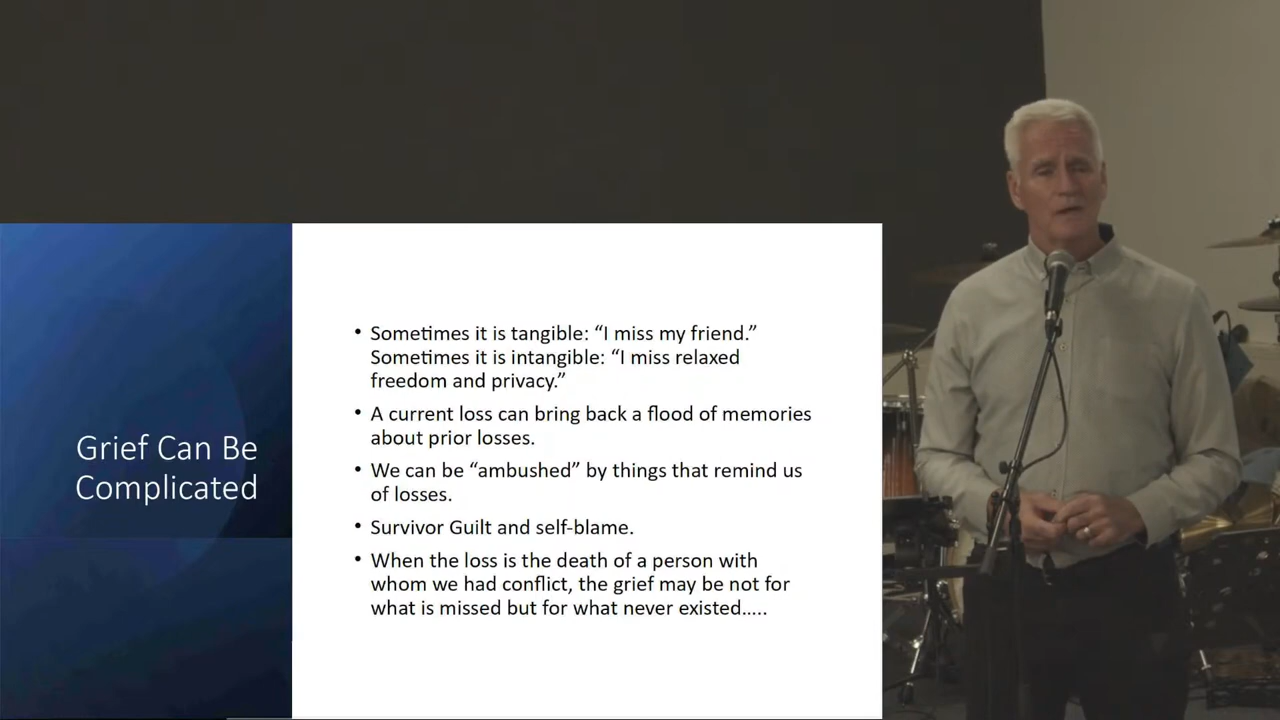 Grief Can Be
Complicated
• Sometimes it is tangible: “I miss my friend.”
Sometimes it is intangible: “I miss relaxed
freedom and privacy.”
• A current loss can bring back a flood of memories
about prior losses.
• We can be “ambushed” by things that remind us
of losses.
• Survivor Guilt and self-blame.
• When the loss is the death of a person with
whom we had conflict, the grief may be not for
what is missed but for what never existed…..